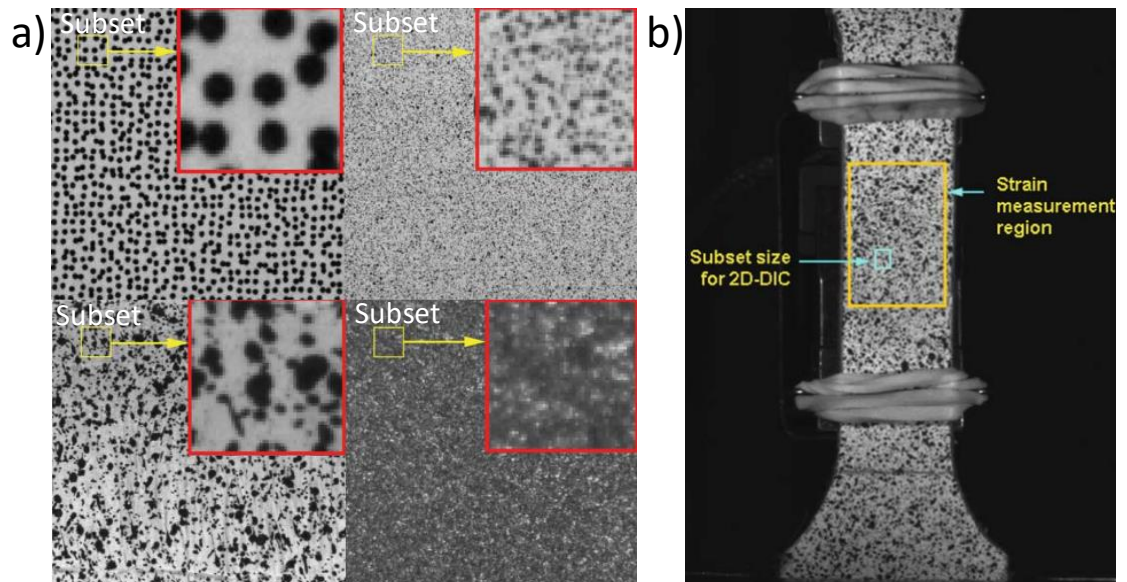 a)
Subset
Subset
Subset
Subset
b)
Strain
measurement
region
Subset size
for 2D-DIC